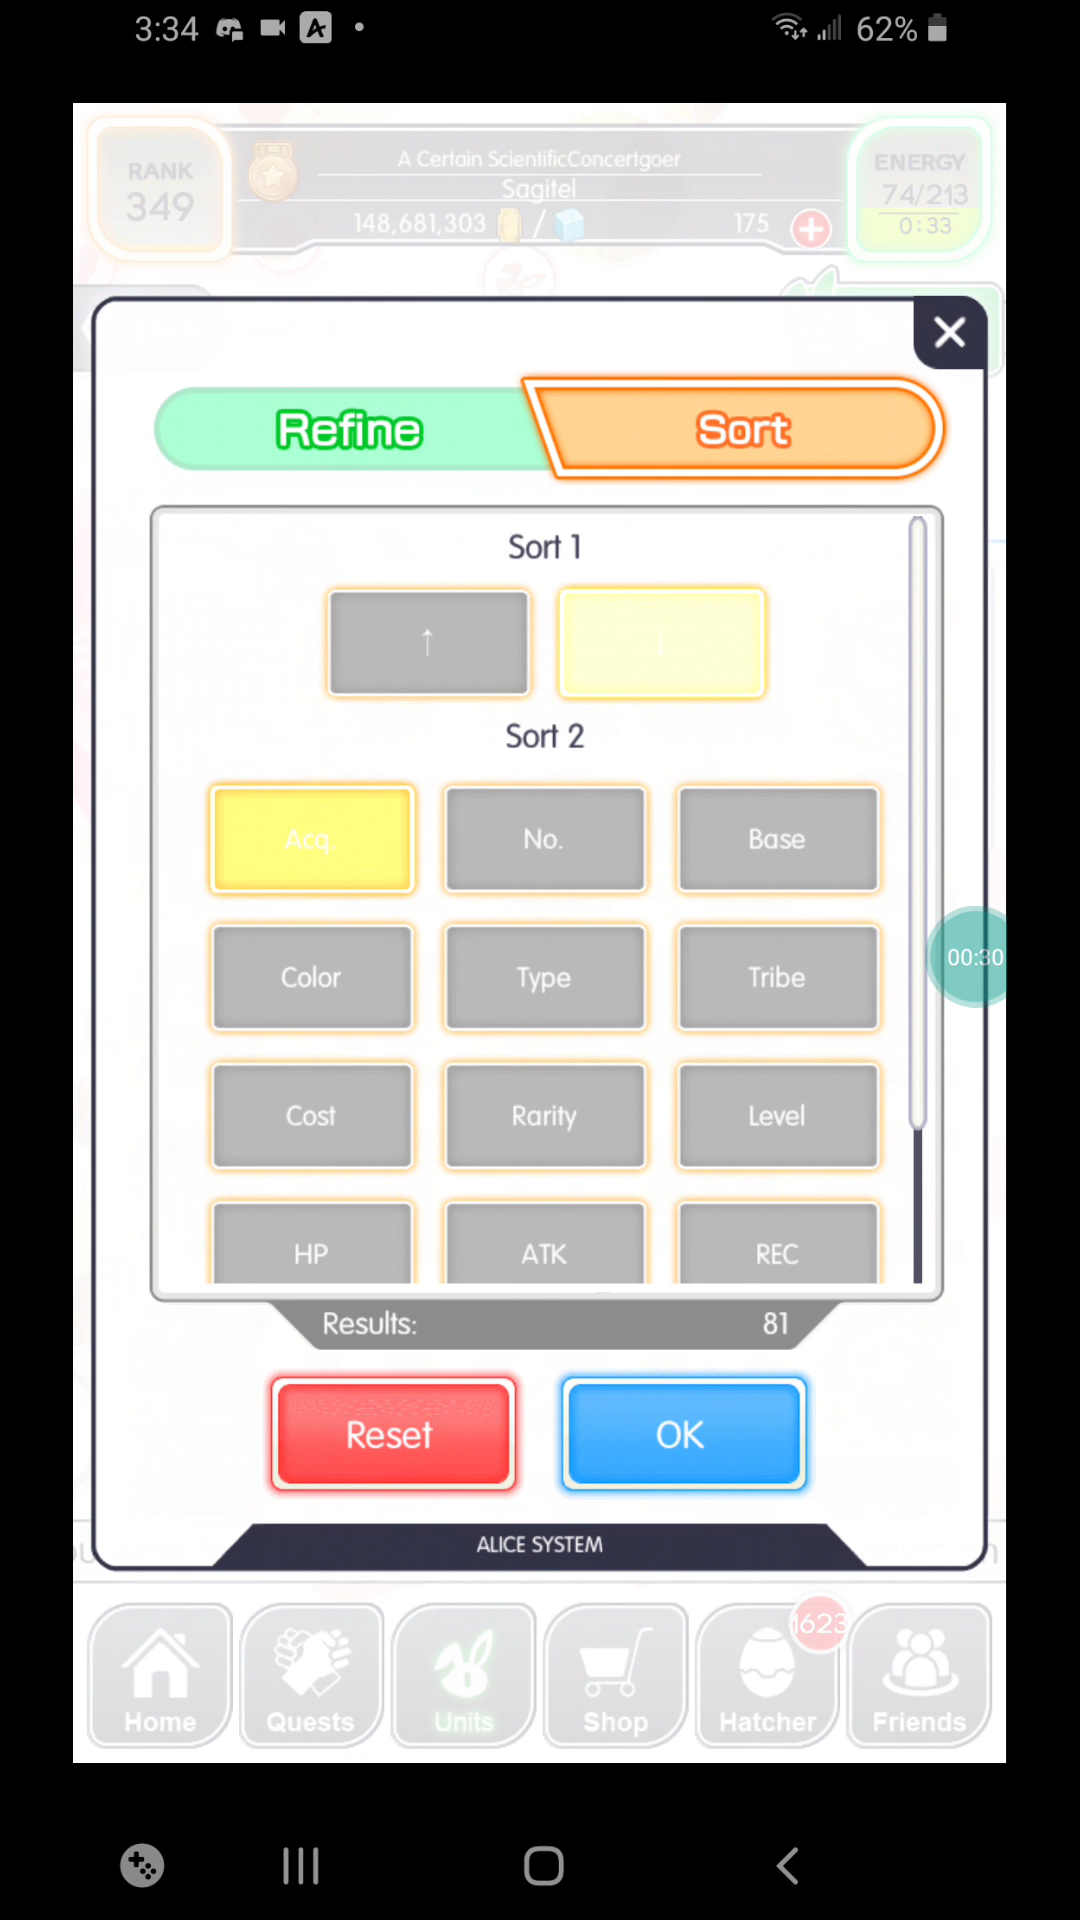 3:34 62%
RANK
349
A Certain ScientificConcertgoer
Sagitel
148,681,303 / 175
ENERGY
74/213
0:33
Refine Sort
Sort 1
↑ ↓
Sort 2
Acq. No. Base
Color Type Tribe
00:30
Cost Rarity Level
HP ATK REC
Results: 81
Reset OK
ALICE SYSTEM
1623
Home Quests Units Shop Hatcher Friends